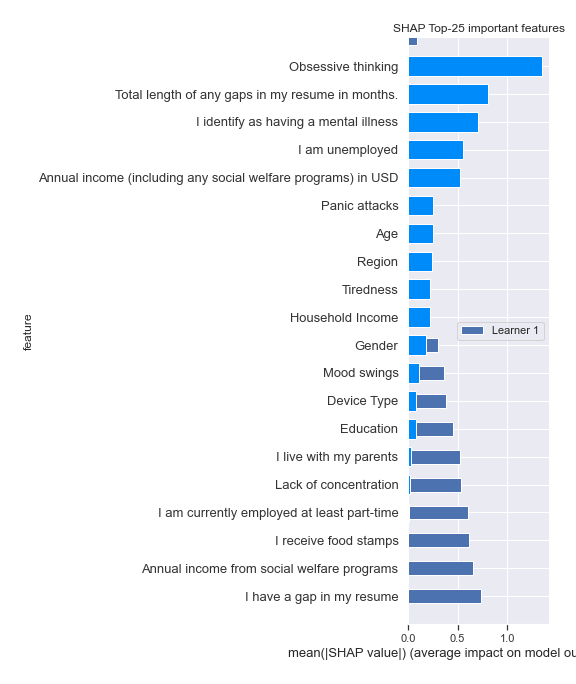 SHAP Top-25 important features
Obsessive thinking
Total length of any gaps in my resume in months.
I identify as having a mental illness
I am unemployed
Annual income (including any social welfare programs) in USD
Panic attacks
Age
Region
Tiredness
Household Income
Learner 1
Gender
Mood swings
Device Type
Education
I live with my parents
Lack of concentration
I am currently employed at least part-time
I receive food stamps
Annual income from social welfare programs
I have a gap in my resume
feature
0.0 0.5 1.0
mean(|SHAP value|) (average impact on model ou